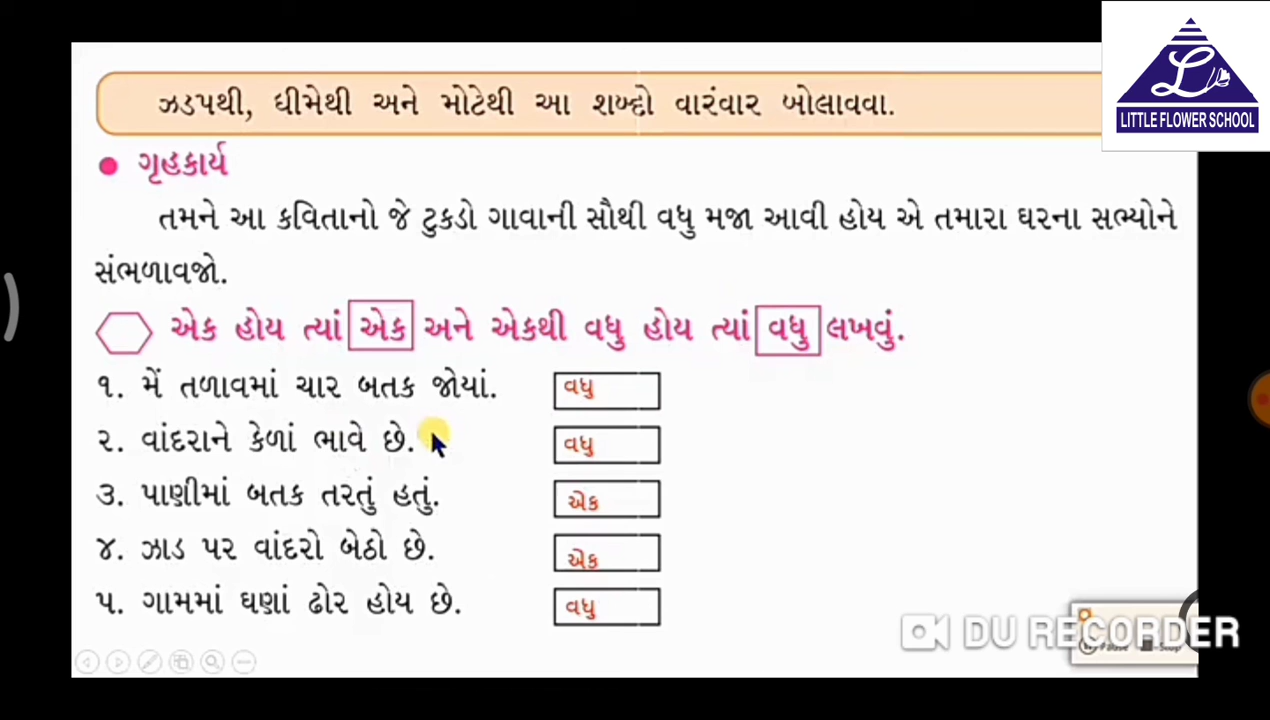 LITTLE FLOWER SCHOOL
ઝડપથી, ધીમેથી અને મોટેથી આ શબ્દો વારંવાર બોલાવવા.
ગૃહકાર્ય
તમને આ કવિતાનો જે ટુકડો ગાવાની સૌથી વધુ મજા આવી હોય એ તમારા ઘરના સભ્યોને
સંભળાવજો.
એક હોય ત્યાં એક અને એકથી વધુ હોય ત્યાં વધુ લખવું.
૧. મેં તળાવમાં ચાર બતક જોયાં. વધુ
૨. વાંદરાને કેળાં ભાવે છે. વધુ
૩. પાણીમાં બતક તરતું હતું. એક
૪. ઝાડ પર વાંદરો બેઠો છે. એક
૫. ગામમાં ઘણાં ઢોર હોય છે. વધુ
DU RECORDER
Pause Stop